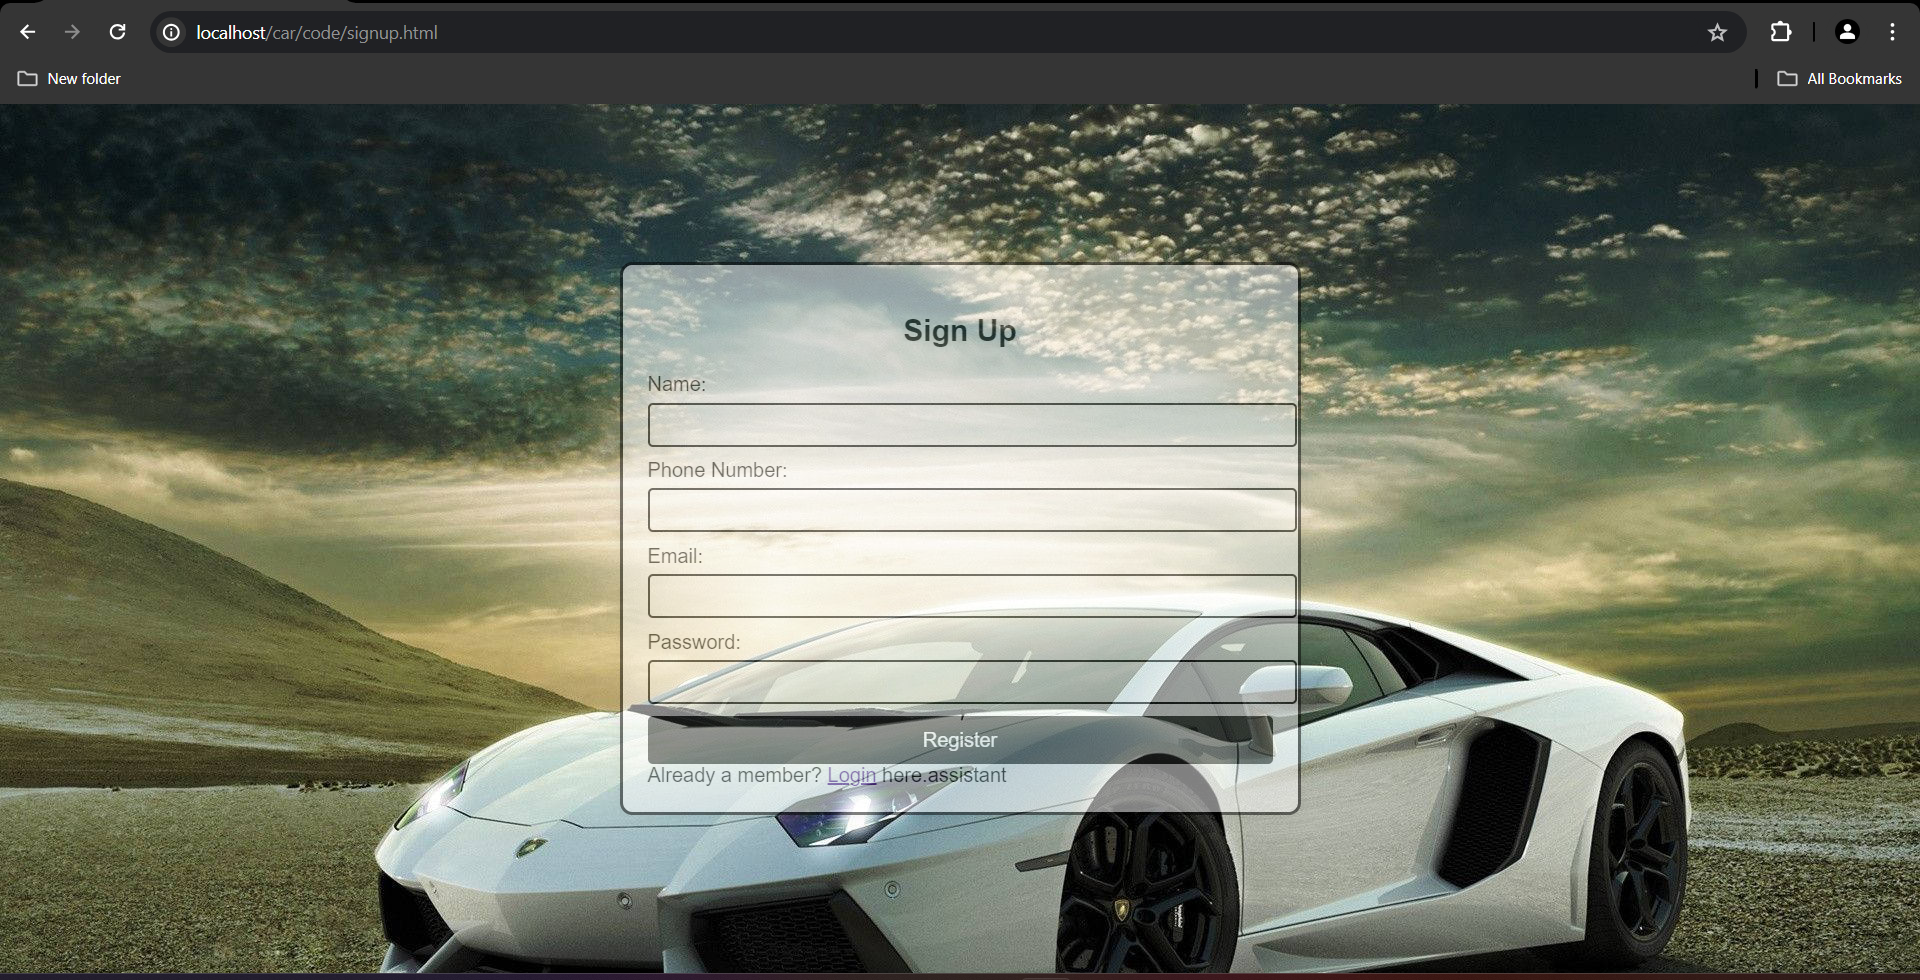 localhost/car/code/signup.html
New folder
All Bookmarks
Sign Up
Name:
Phone Number:
Email:
Password:
Register
Already a member? Login here.assistant